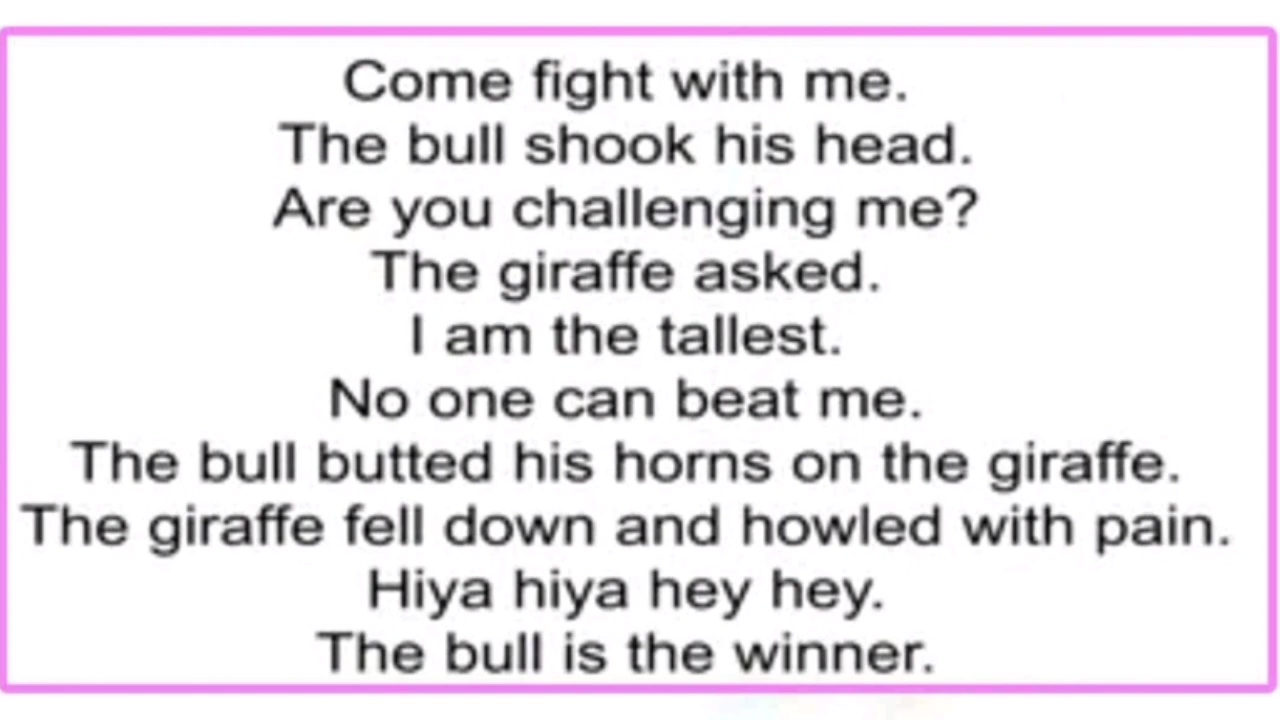 Come fight with me.
The bull shook his head.
Are you challenging me?
The giraffe asked.
I am the tallest.
No one can beat me.
The bull butted his horns on the giraffe.
The giraffe fell down and howled with pain.
Hiya hiya hey hey.
The bull is the winner.